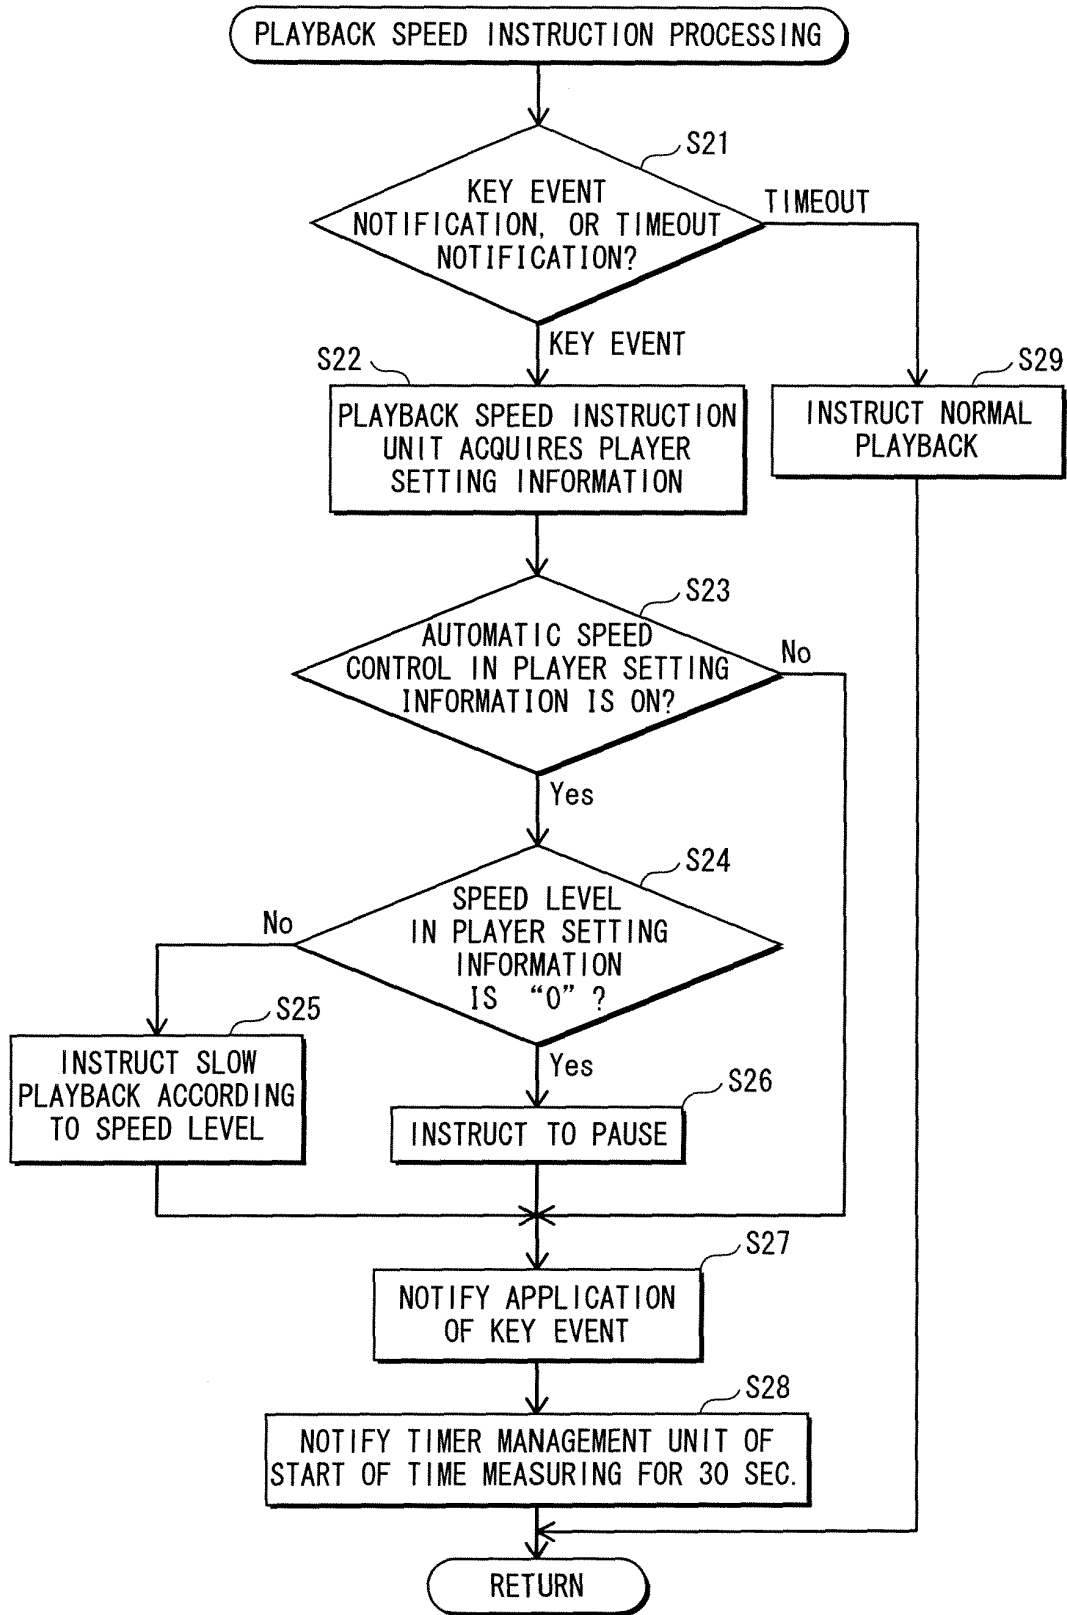 PLAYBACK SPEED INSTRUCTION PROCESSING
S21
KEY EVENT
NOTIFICATION, OR TIMEOUT
NOTIFICATION?
TIMEOUT
KEY EVENT
S22
PLAYBACK SPEED INSTRUCTION
UNIT ACQUIRES PLAYER
SETTING INFORMATION
S29
INSTRUCT NORMAL
PLAYBACK
S23
AUTOMATIC SPEED
CONTROL IN PLAYER SETTING
INFORMATION IS ON?
No
Yes
S24
SPEED LEVEL
IN PLAYER SETTING
INFORMATION
IS “0”?
No
Yes
S25
INSTRUCT SLOW
PLAYBACK ACCORDING
TO SPEED LEVEL
S26
INSTRUCT TO PAUSE
S27
NOTIFY APPLICATION
OF KEY EVENT
S28
NOTIFY TIMER MANAGEMENT UNIT OF
START OF TIME MEASURING FOR 30 SEC.
RETURN